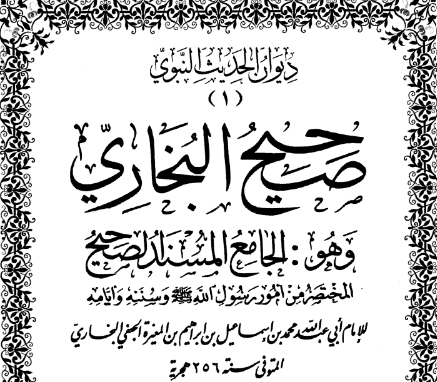 ديوان الحديث النبوي
(١)
صحيح البخاري
وهو: الجامع المسند الصحيح
المختصر من أمور رسول الله ﷺ وسننه وأيامه
للإمام أبي عبد الله محمد بن إسماعيل بن إبراهيم بن المغيرة الجعفي البخاري
المتوفى سنة ٢٥٦ هجرية